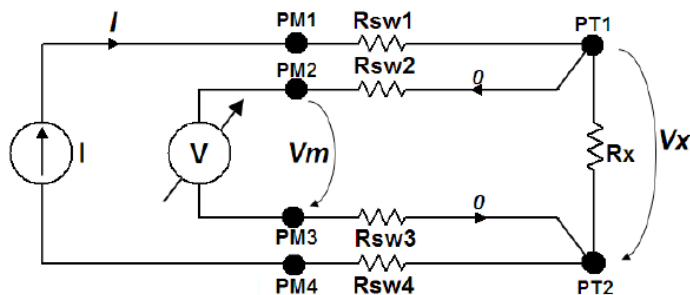 I PM1 Rsw1 PT1
PM2 Rsw2 0
I V Vm Rx Vx
PM3 Rsw3 0
PM4 Rsw4 PT2